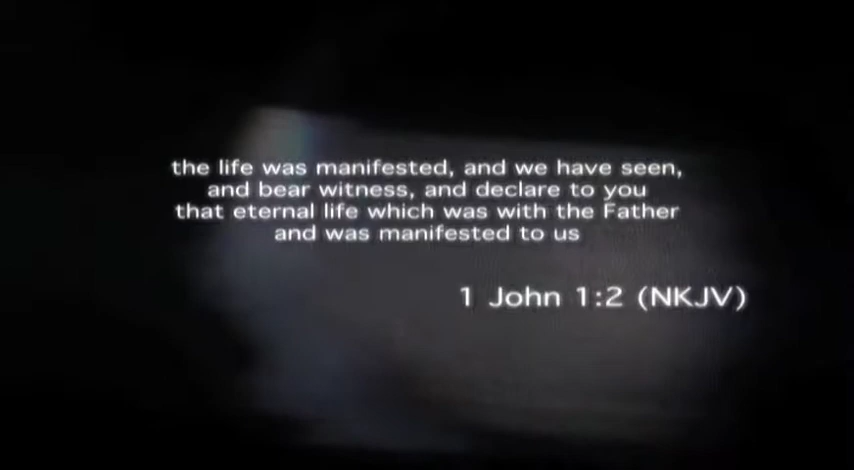 the life was manifested, and we have seen,
and bear witness, and declare to you
that eternal life which was with the Father
and was manifested to us
1 John 1:2 (NKJV)